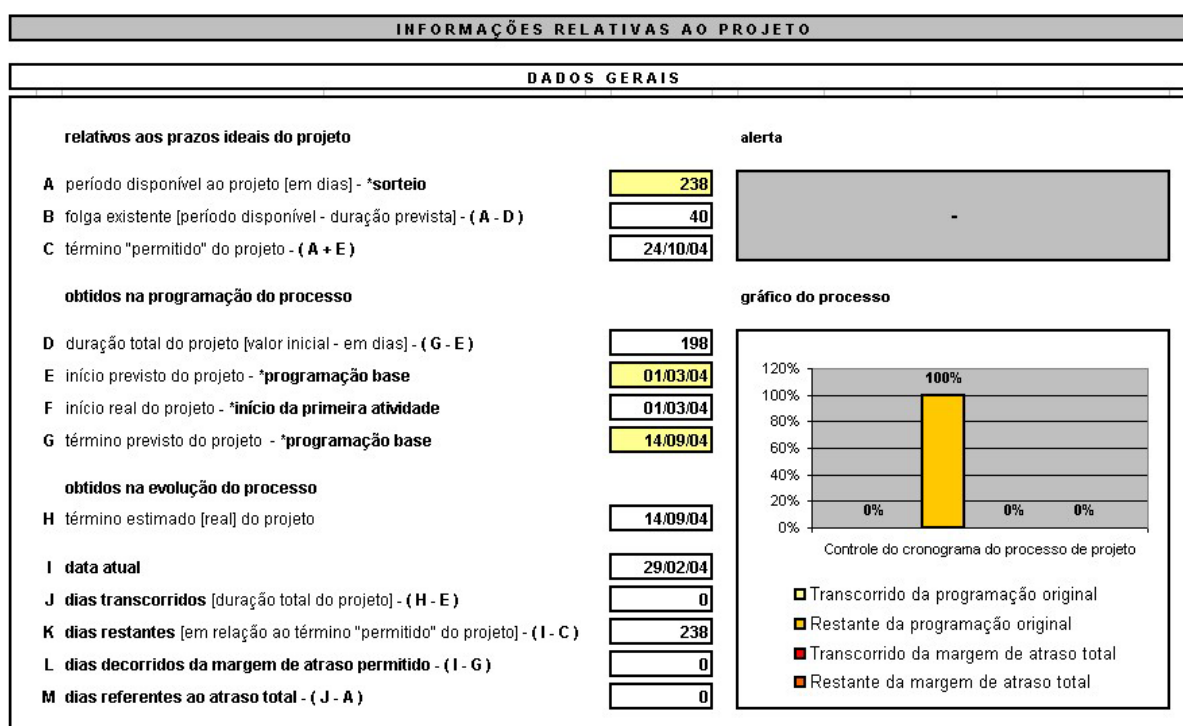 INFORMAÇÕES RELATIVAS AO PROJETO
DADOS GERAIS
relativos aos prazos ideais do projeto
A período disponível ao projeto [em dias] - *sorteio 238
B folga existente [período disponível - duração prevista] - ( A - D ) 40
C término "permitido" do projeto - ( A + E ) 24/10/04
obtidos na programação do processo
D duração total do projeto [valor inicial - em dias] - ( G - E ) 198
E início previsto do projeto - *programação base 01/03/04
F início real do projeto - *início da primeira atividade 01/03/04
G término previsto do projeto - *programação base 14/09/04
obtidos na evolução do processo
H término estimado [real] do projeto 14/09/04
I data atual 29/02/04
J dias transcorridos [duração total do projeto] - ( H - E ) 0
K dias restantes [em relação ao término "permitido" do projeto] - ( I - C ) 238
L dias decorridos da margem de atraso permitido - ( I - G ) 0
M dias referentes ao atraso total - ( J - A ) 0
alerta
-
gráfico do processo
120%
100%
80%
60%
40%
20%
0%
0% 100% 0% 0%
Controle do cronograma do processo de projeto
Transcorrido da programação original
Restante da programação original
Transcorrido da margem de atraso total
Restante da margem de atraso total